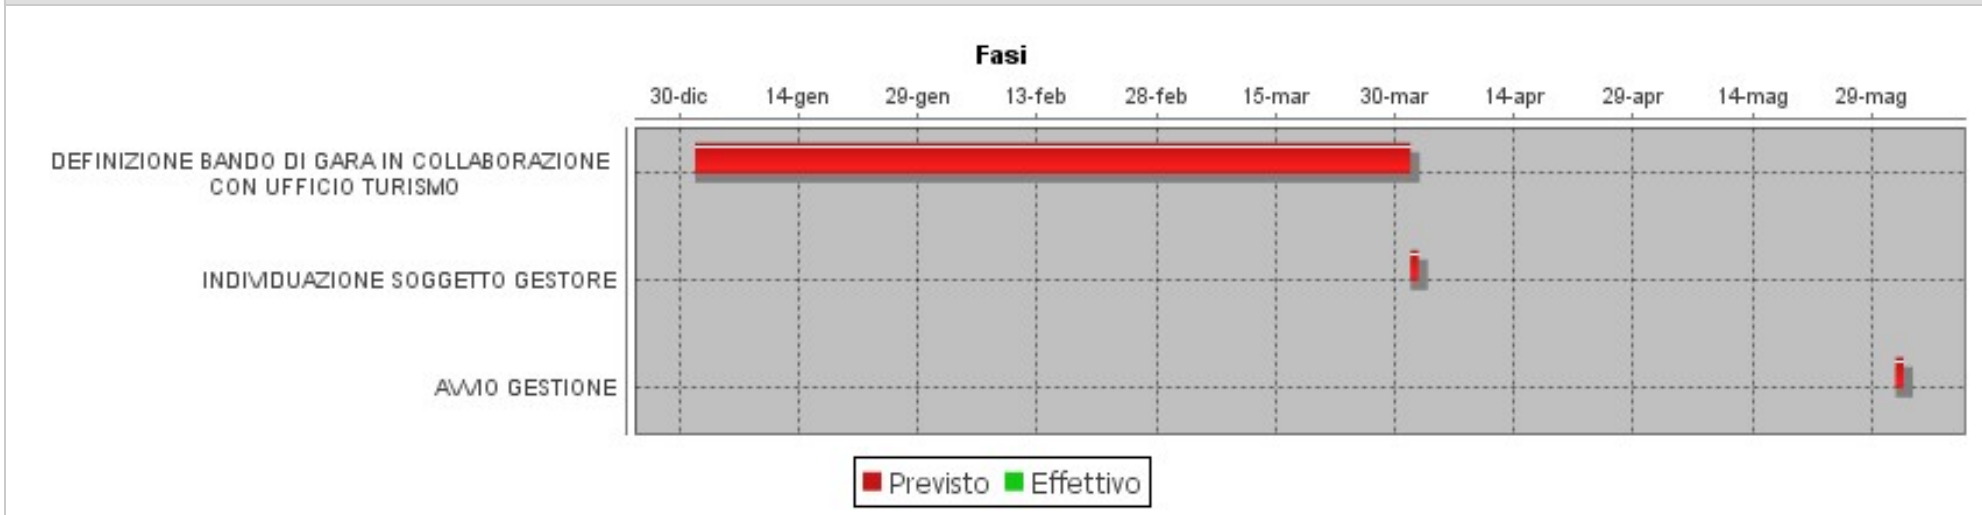 Fasi
30-dic 14-gen 29-gen 13-feb 28-feb 15-mar 30-mar 14-apr 29-apr 14-mag 29-mag
DEFINIZIONE BANDO DI GARA IN COLLABORAZIONE
CON UFFICIO TURISMO
INDIVIDUAZIONE SOGGETTO GESTORE
AVVIO GESTIONE
Previsto Effettivo